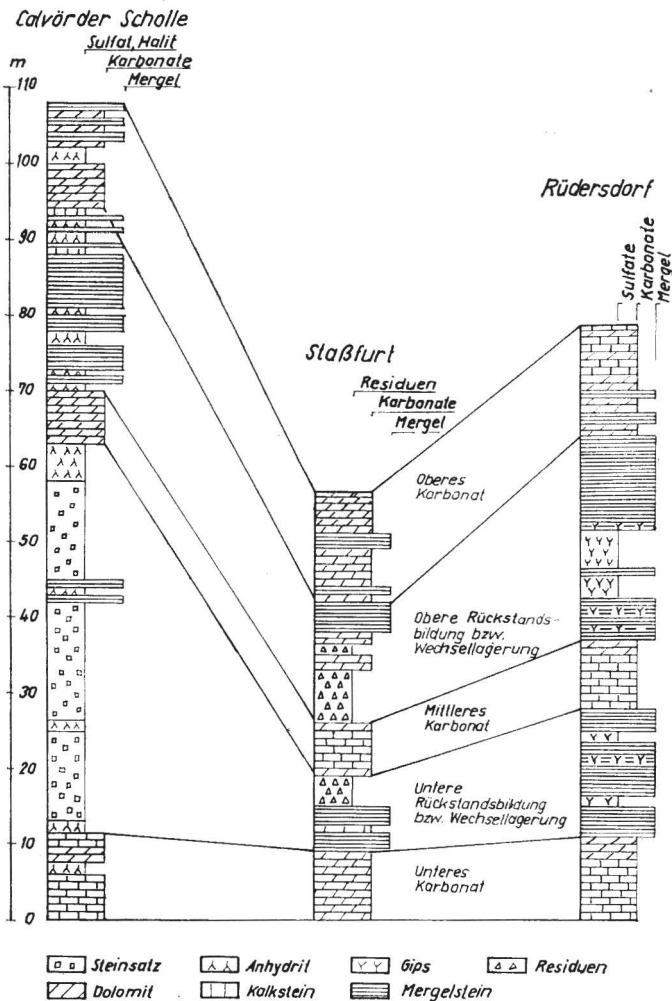 Calvörder Scholle
Sulfat, Halit
Karbonate
Mergel
m
110
100
90
80
70
60
50
40
30
20
10
0
Staßfurt
Residuen
Karbonate
Mergel
Rüdersdorf
Sulfate
Karbonate
Mergel
Oberes
Karbonat
Obere Rückstands-
bildung bzw.
Wechsellagerung
Mittleres
Karbonat
Untere
Rückstandsbildung
bzw. Wechsellagerung
Unteres
Karbonat
Steinsatz
Anhydrit
Gips
Residuen
Dolomit
Kalkstein
Mergelstein